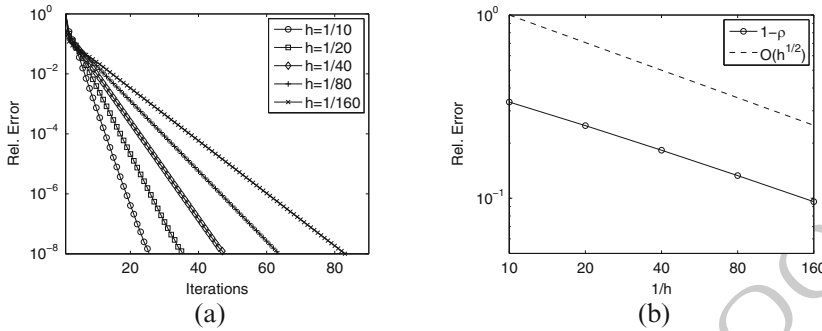 10^0
10^-2
10^-4
10^-6
10^-8
Rel. Error
h=1/10
h=1/20
h=1/40
h=1/80
h=1/160
20 40 60 80
Iterations
(a)
10^0
10^-1
Rel. Error
1−ρ
O(h^1/2)
10 20 40 80 160
1/h
(b)